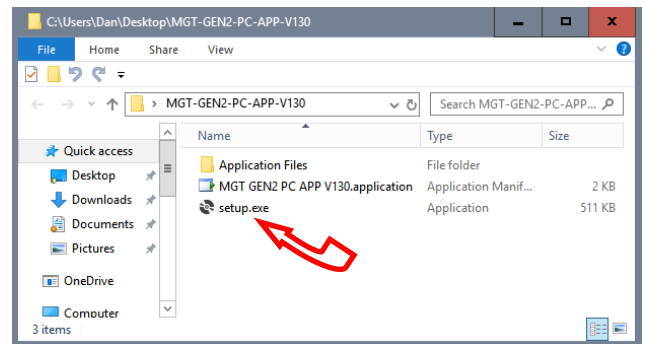 C:\Users\Dan\Desktop\MGT-GEN2-PC-APP-V130
File Home Share View
MGT-GEN2-PC-APP-V130 Search MGT-GEN2-PC-APP...
Name Type Size
Quick access
Application Files File folder
Desktop
MGT GEN2 PC APP V130.application Application Manif... 2 KB
Downloads
setup.exe Application 511 KB
Documents
Pictures
OneDrive
Computer
3 items